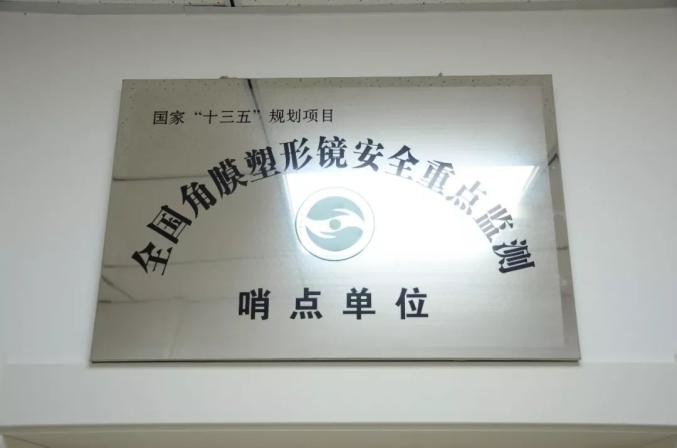 国家“十三五”规划项目
全国角膜塑形镜安全重点监测
哨点单位